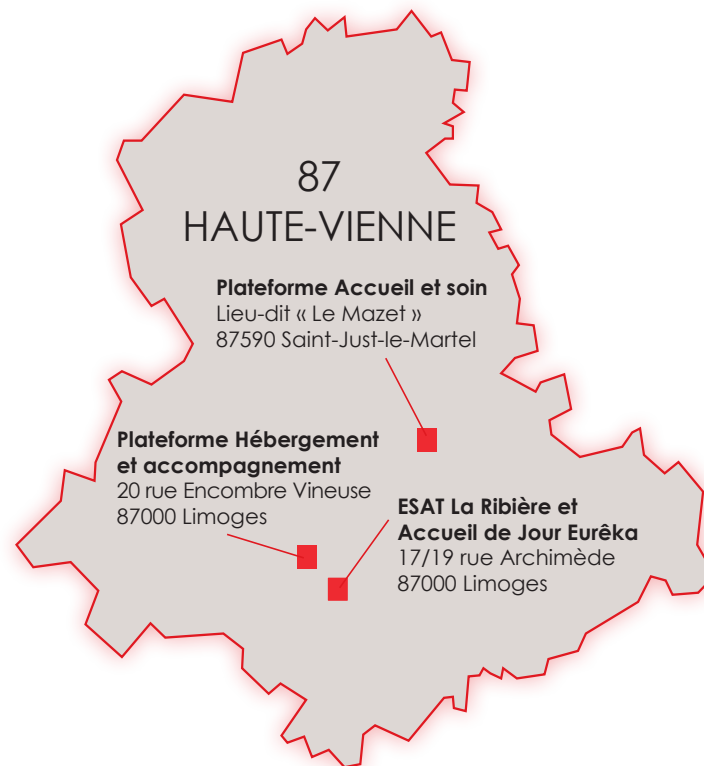 87
HAUTE-VIENNE
Plateforme Accueil et soin
Lieu-dit « Le Mazet »
87590 Saint-Just-le-Martel
Plateforme Hébergement
et accompagnement
20 rue Encombre Vineuse
87000 Limoges
ESAT La Ribière et
Accueil de Jour Eurêka
17/19 rue Archimède
87000 Limoges